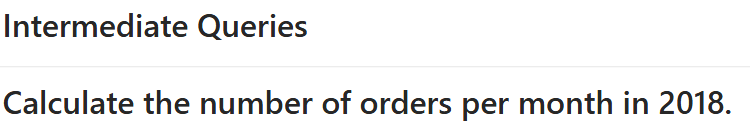 Intermediate Queries
Calculate the number of orders per month in 2018.